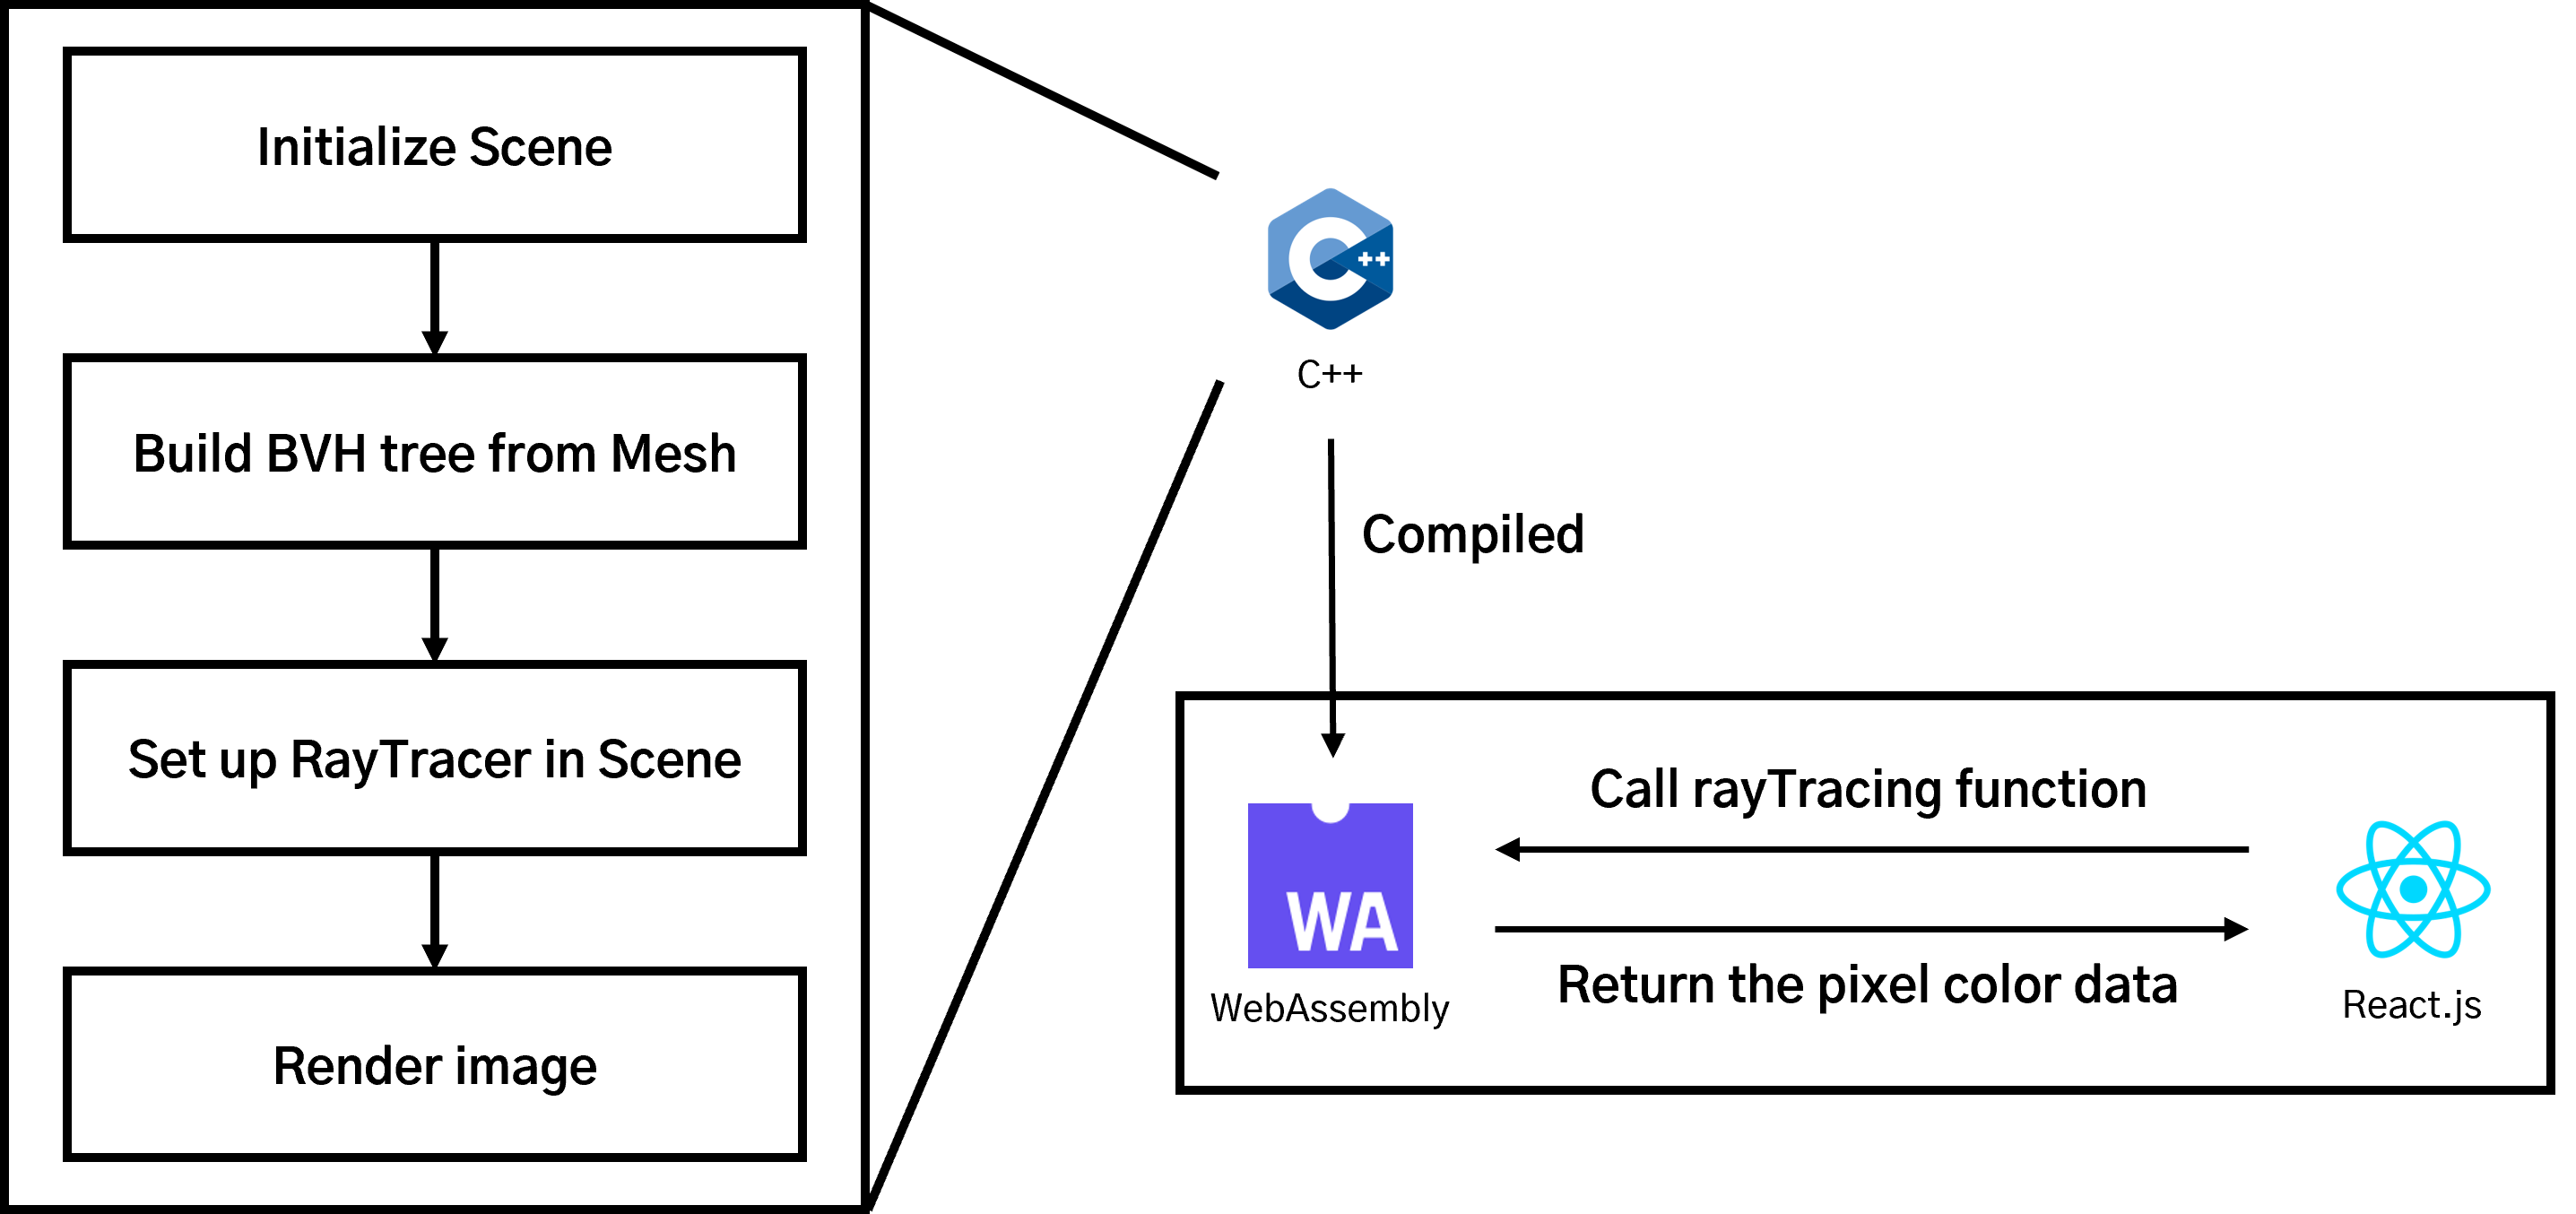 Initialize Scene
Build BVH tree from Mesh
Set up RayTracer in Scene
Render image
C++
C++
Compiled
Call rayTracing function
WA
WebAssembly
Return the pixel color data
React.js